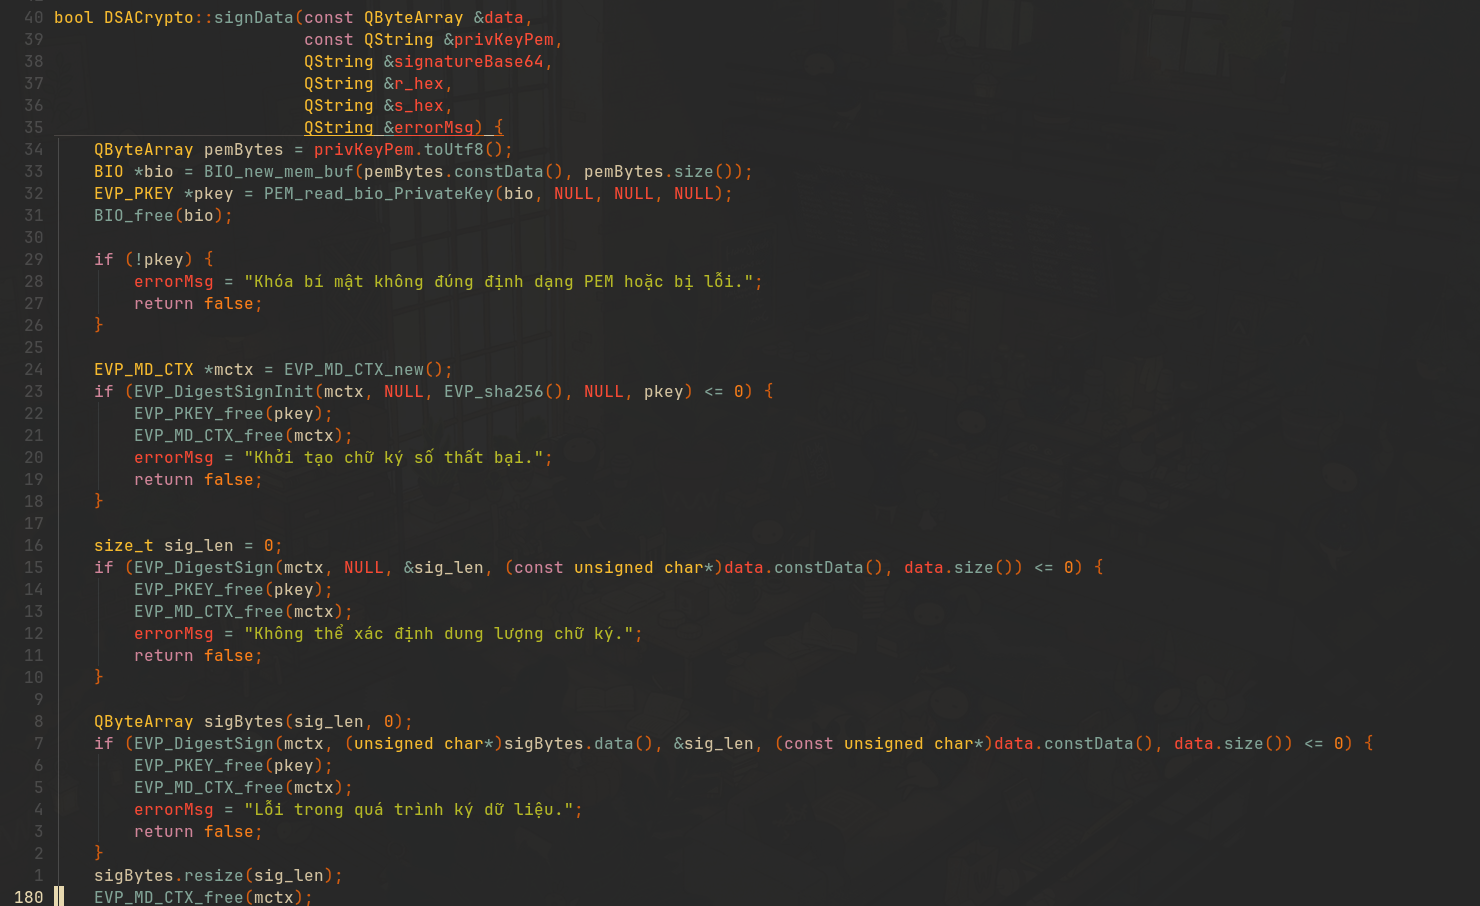 40 bool DSACrypto::signData(const QByteArray &data,
39                          const QString &privKeyPem,
38                          QString &signatureBase64,
37                          QString &r_hex,
36                          QString &s_hex,
35                          QString &errorMsg) {
34     QByteArray pemBytes = privKeyPem.toUtf8();
33     BIO *bio = BIO_new_mem_buf(pemBytes.constData(), pemBytes.size());
32     EVP_PKEY *pkey = PEM_read_bio_PrivateKey(bio, NULL, NULL, NULL);
31     BIO_free(bio);
30
29     if (!pkey) {
28         errorMsg = "Khóa bí mật không đúng định dạng PEM hoặc bị lỗi.";
27         return false;
26     }
25
24     EVP_MD_CTX *mctx = EVP_MD_CTX_new();
23     if (EVP_DigestSignInit(mctx, NULL, EVP_sha256(), NULL, pkey) <= 0) {
22         EVP_PKEY_free(pkey);
21         EVP_MD_CTX_free(mctx);
20         errorMsg = "Khởi tạo chữ ký số thất bại.";
19         return false;
18     }
17
16     size_t sig_len = 0;
15     if (EVP_DigestSign(mctx, NULL, &sig_len, (const unsigned char*)data.constData(), data.size()) <= 0) {
14         EVP_PKEY_free(pkey);
13         EVP_MD_CTX_free(mctx);
12         errorMsg = "Không thể xác định dung lượng chữ ký.";
11         return false;
10     }
9
8     QByteArray sigBytes(sig_len, 0);
7     if (EVP_DigestSign(mctx, (unsigned char*)sigBytes.data(), &sig_len, (const unsigned char*)data.constData(), data.size()) <= 0) {
6         EVP_PKEY_free(pkey);
5         EVP_MD_CTX_free(mctx);
4         errorMsg = "Lỗi trong quá trình ký dữ liệu.";
3         return false;
2     }
1     sigBytes.resize(sig_len);
180     EVP_MD_CTX_free(mctx);